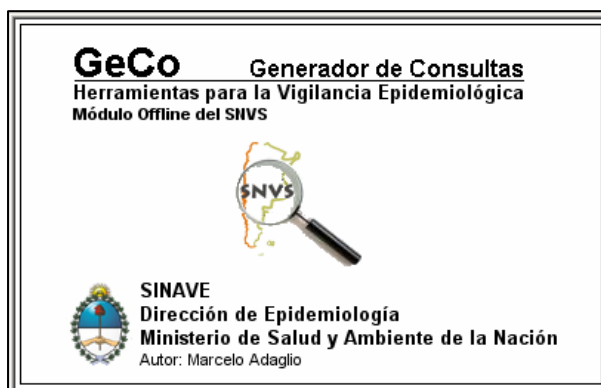 GeCo Generador de Consultas
Herramientas para la Vigilancia Epidemiológica
Módulo Offline del SNVS
SNVS
SINAVE
Dirección de Epidemiología
Ministerio de Salud y Ambiente de la Nación
Autor: Marcelo Adaglio